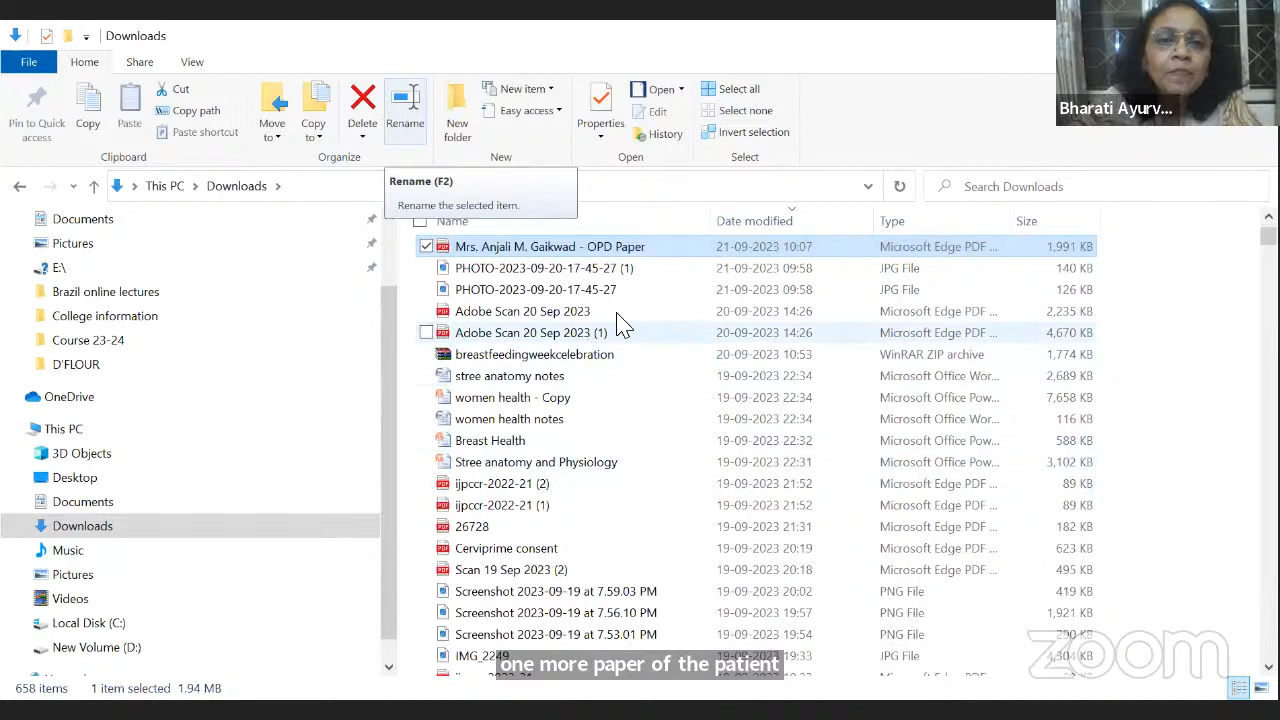 Downloads
File Home Share View
Pin to Quick access
Copy
Paste
Cut
Copy path
Paste shortcut
Clipboard
Move to
Copy to
Delete
Rename
Organize
New folder
New item
Easy access
New
Properties
Open
Edit
History
Open
Select all
Select none
Invert selection
Select
Bharati Ayurv...
This PC > Downloads >
Search Downloads
Rename (F2)
Rename the selected item.
Documents
Pictures
E:\
Brazil online lectures
College information
Course 23-24
D'FLOUR
OneDrive
This PC
3D Objects
Desktop
Documents
Downloads
Music
Pictures
Videos
Local Disk (C:)
New Volume (D:)
Name Date modified Type Size
Mrs. Anjali M. Gaikwad - OPD Paper 21-09-2023 10:07 Microsoft Edge PDF ... 1,991 KB
PHOTO-2023-09-20-17-45-27 (1) 21-09-2023 09:58 JPG File 140 KB
PHOTO-2023-09-20-17-45-27 21-09-2023 09:58 JPG File 126 KB
Adobe Scan 20 Sep 2023 20-09-2023 14:26 Microsoft Edge PDF ... 2,235 KB
Adobe Scan 20 Sep 2023 (1) 20-09-2023 14:26 Microsoft Edge PDF ... 4,670 KB
breastfeedingweekcelebration 20-09-2023 10:53 WinRAR ZIP archive 1,774 KB
stree anatomy notes 19-09-2023 22:34 Microsoft Office Wor... 2,689 KB
women health - Copy 19-09-2023 22:34 Microsoft Office Pow... 7,658 KB
women health notes 19-09-2023 22:34 Microsoft Office Wor... 116 KB
Breast Health 19-09-2023 22:32 Microsoft Office Pow... 588 KB
Stree anatomy and Physiology 19-09-2023 22:31 Microsoft Office Pow... 3,102 KB
ijpccr-2022-21 (2) 19-09-2023 21:52 Microsoft Edge PDF ... 89 KB
ijpccr-2022-21 (1) 19-09-2023 21:52 Microsoft Edge PDF ... 89 KB
26728 19-09-2023 21:31 Microsoft Edge PDF ... 182 KB
Cerviprime consent 19-09-2023 20:19 Microsoft Edge PDF ... 623 KB
Scan 19 Sep 2023 (2) 19-09-2023 20:18 Microsoft Edge PDF ... 495 KB
Screenshot 2023-09-19 at 7.59.03 PM 19-09-2023 20:02 PNG File 419 KB
Screenshot 2023-09-19 at 7.56.10 PM 19-09-2023 19:57 PNG File 1,921 KB
Screenshot 2023-09-19 at 7.53.01 PM 19-09-2023 19:54 PNG File 290 KB
IMG_2249 19:33 JPG File 4,304 KB
one more paper of the patient
zoom
658 items 1 item selected 1.94 MB